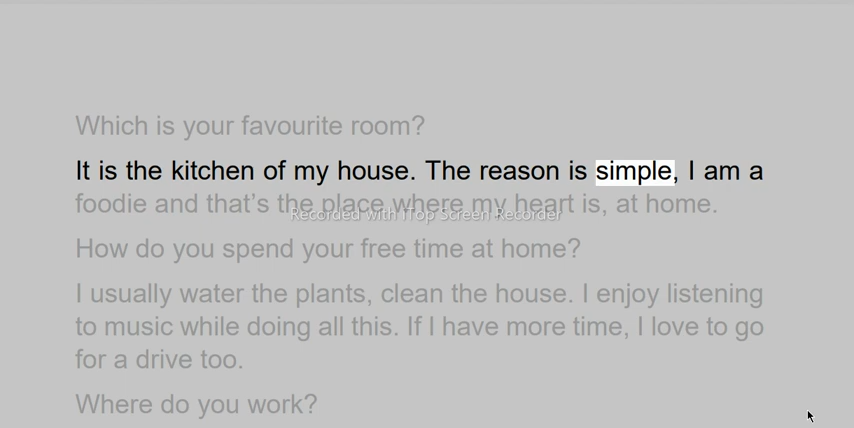 Which is your favourite room?
It is the kitchen of my house. The reason is simple, I am a
foodie and that's the place where my heart is, at home.
Recorded with iTop Screen Recorder
How do you spend your free time at home?
I usually water the plants, clean the house. I enjoy listening
to music while doing all this. If I have more time, I love to go
for a drive too.
Where do you work?